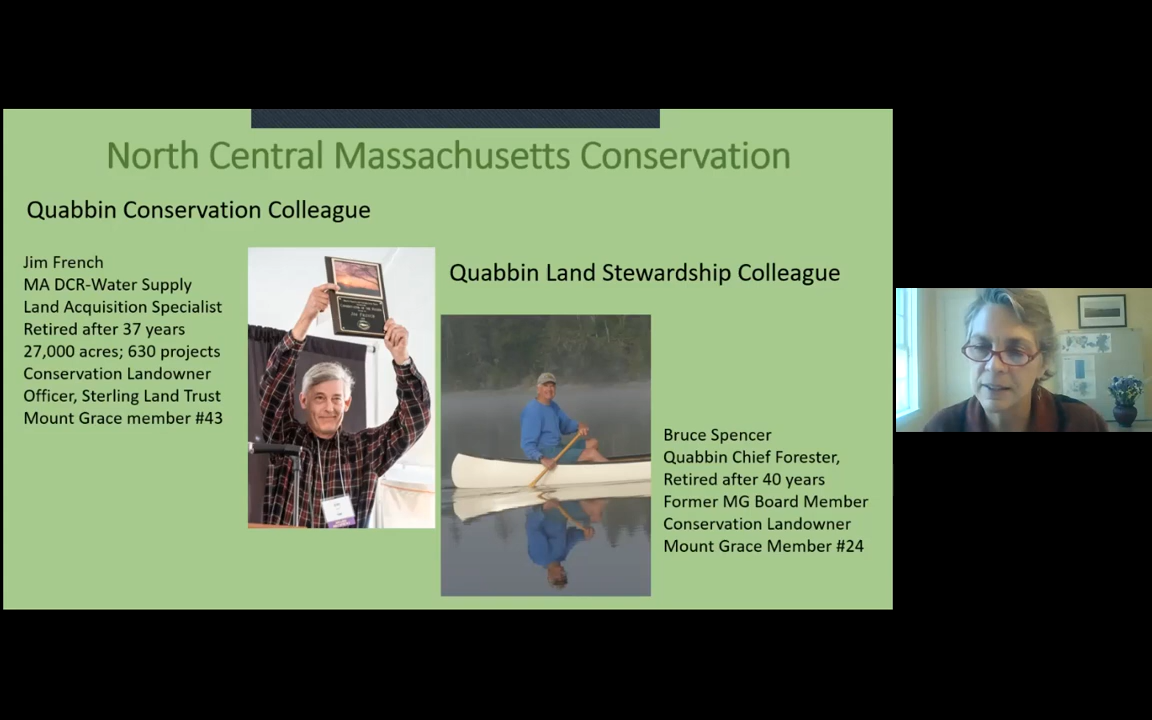 North Central Massachusetts Conservation
Quabbin Conservation Colleague
Jim French
MA DCR-Water Supply
Land Acquisition Specialist
Retired after 37 years
27,000 acres; 630 projects
Conservation Landowner
Officer, Sterling Land Trust
Mount Grace member #43
Quabbin Land Stewardship Colleague
Bruce Spencer
Quabbin Chief Forester,
Retired after 40 years
Former MG Board Member
Conservation Landowner
Mount Grace Member #24